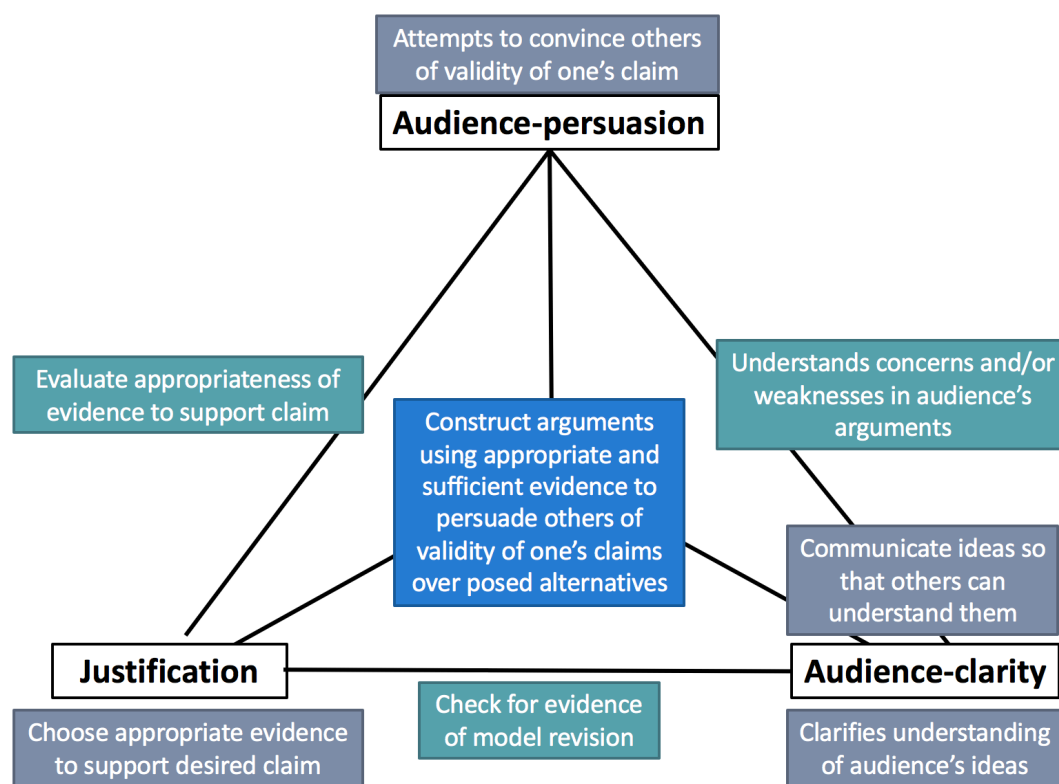 Attempts to convince others
of validity of one’s claim
Audience-persuasion
Evaluate appropriateness of
evidence to support claim
Understands concerns and/or
weaknesses in audience’s
arguments
Construct arguments
using appropriate and
sufficient evidence to
persuade others of
validity of one’s claims
over posed alternatives
Communicate ideas so
that others can
understand them
Justification
Audience-clarity
Choose appropriate evidence
to support desired claim
Check for evidence
of model revision
Clarifies understanding
of audience’s ideas